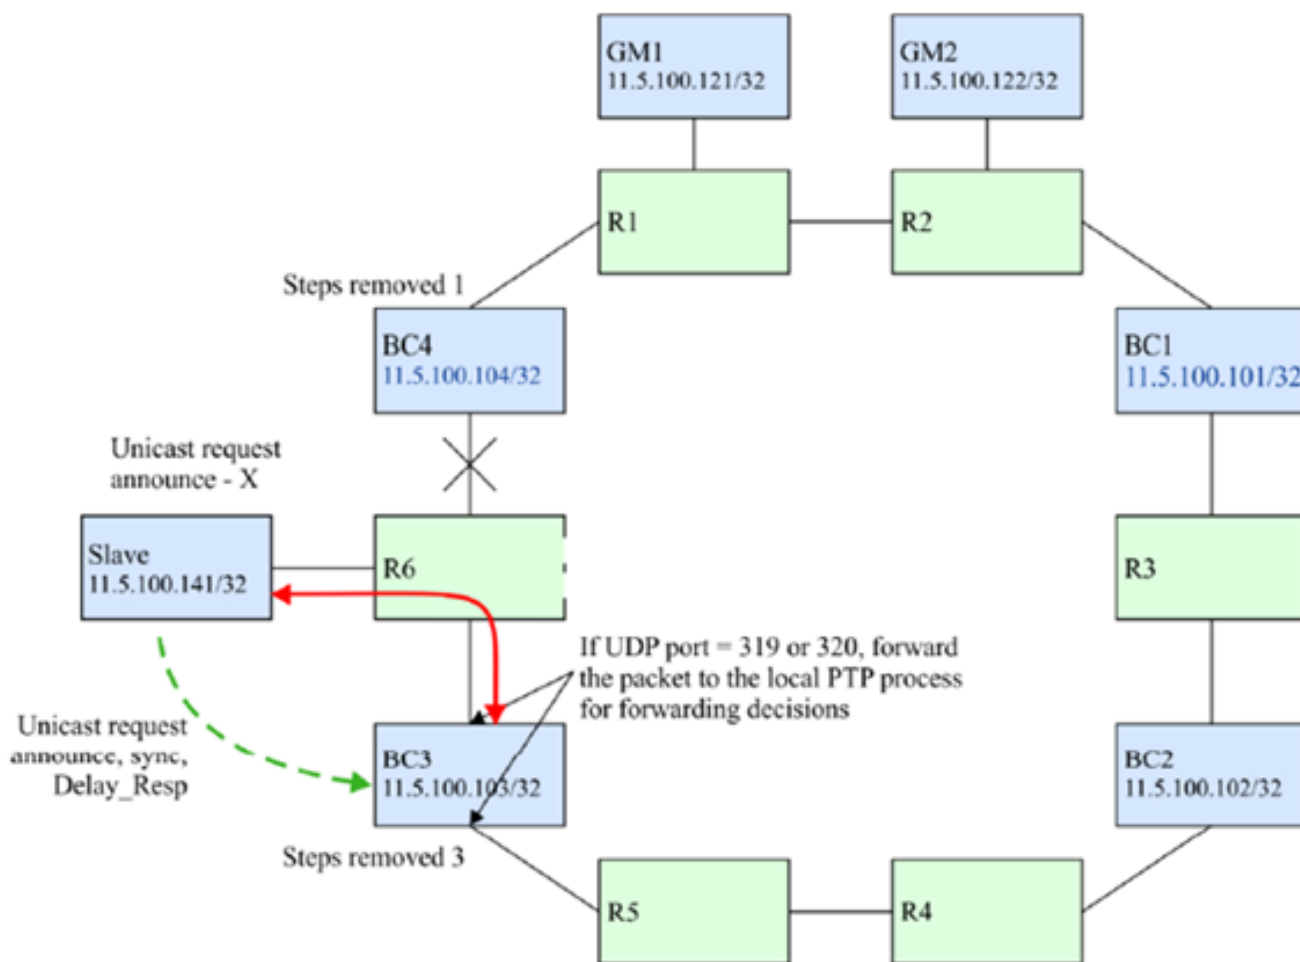 GM1
11.5.100.121/32
GM2
11.5.100.122/32
R1
R2
Steps removed 1
BC4
11.5.100.104/32
BC1
11.5.100.101/32
Unicast request
announce - X
Slave
11.5.100.141/32
R6
R3
If UDP port = 319 or 320, forward
the packet to the local PTP process
for forwarding decisions
Unicast request
announce, sync,
Delay_Resp
BC3
11.5.100.103/32
BC2
11.5.100.102/32
Steps removed 3
R5
R4